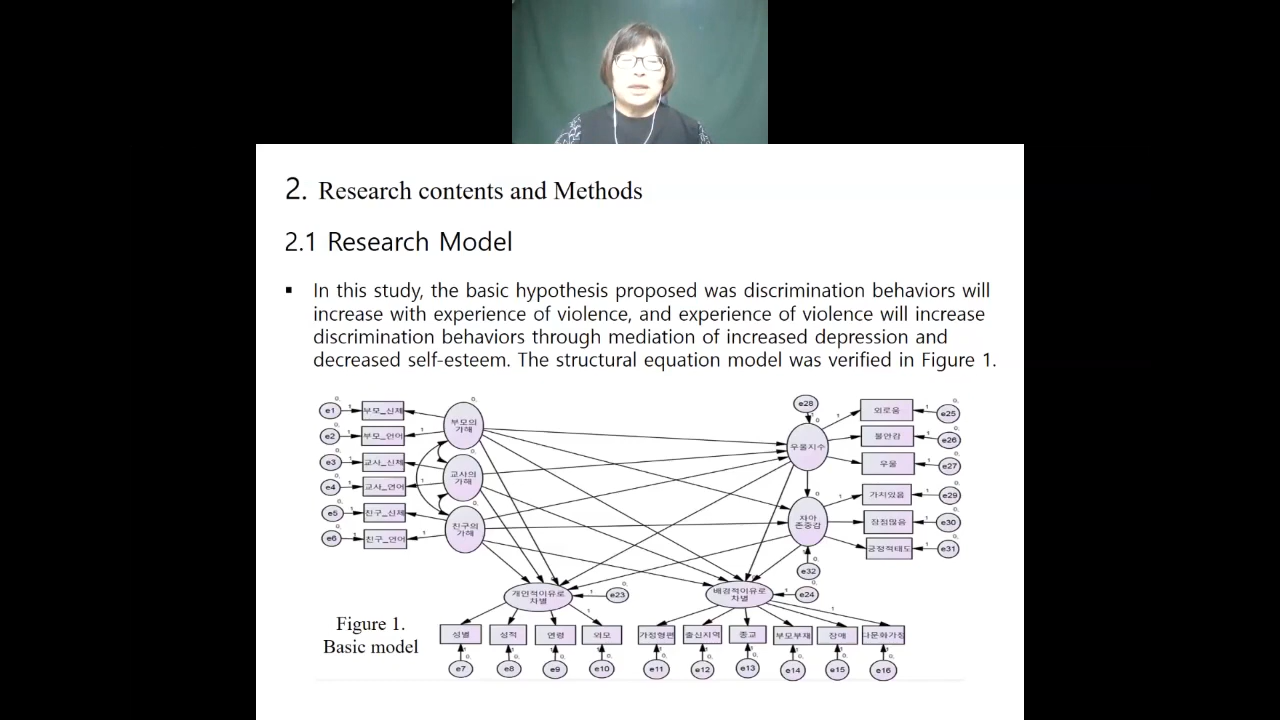 2. Research contents and Methods
2.1 Research Model
▪ In this study, the basic hypothesis proposed was discrimination behaviors will
increase with experience of violence, and experience of violence will increase
discrimination behaviors through mediation of increased depression and
decreased self-esteem. The structural equation model was verified in Figure 1.
e1
부모_신체
e2
부모_언어
e3
교사_신체
e4
교사_언어
e5
친구_신체
e6
친구_언어
부모의
가해
교사의
가해
친구의
가해
e28
우울지수
외로움
e25
불안감
e26
우울
e27
자아
존중감
가치있음
e29
장점많음
e30
긍정적태도
e31
e32
개인적이유로
차별
e23
배경적이유로
차별
e24
Figure 1.
Basic model
성별
성적
연령
외모
가정형편
출신지역
종교
부모부재
장애
다문화가정
e7
e8
e9
e10
e11
e12
e13
e14
e15
e16